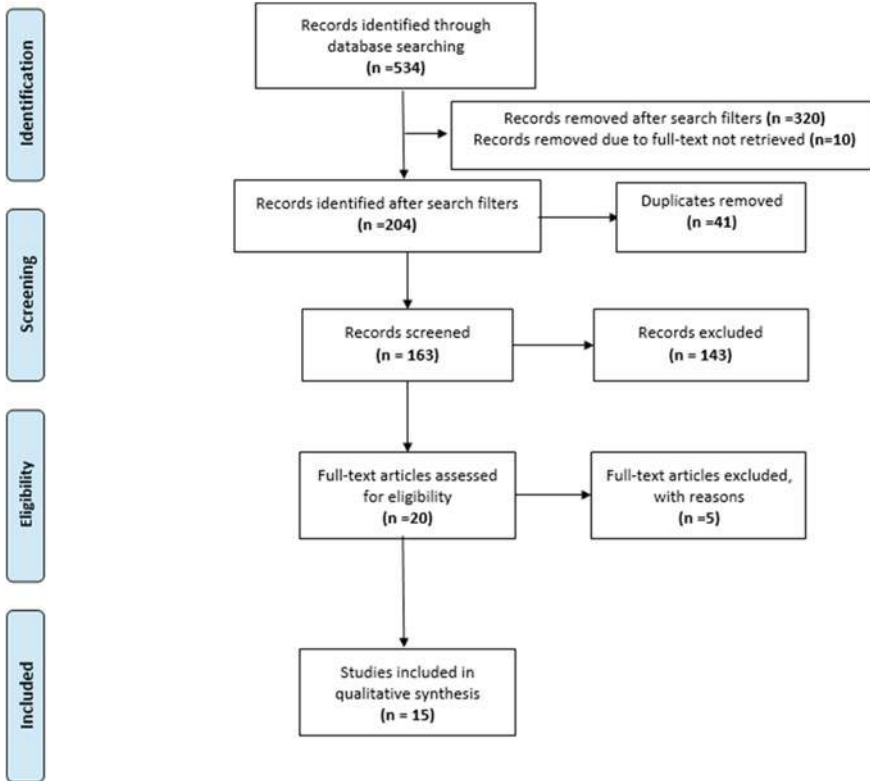 Identification
Records identified through
database searching
(n =534)
Records removed after search filters (n =320)
Records removed due to full-text not retrieved (n=10)
Records identified after search filters
(n =204)
Duplicates removed
(n =41)
Screening
Records screened
(n = 163)
Records excluded
(n = 143)
Eligibility
Full-text articles assessed
for eligibility
(n =20)
Full-text articles excluded,
with reasons
(n =5)
Included
Studies included in
qualitative synthesis
(n = 15)